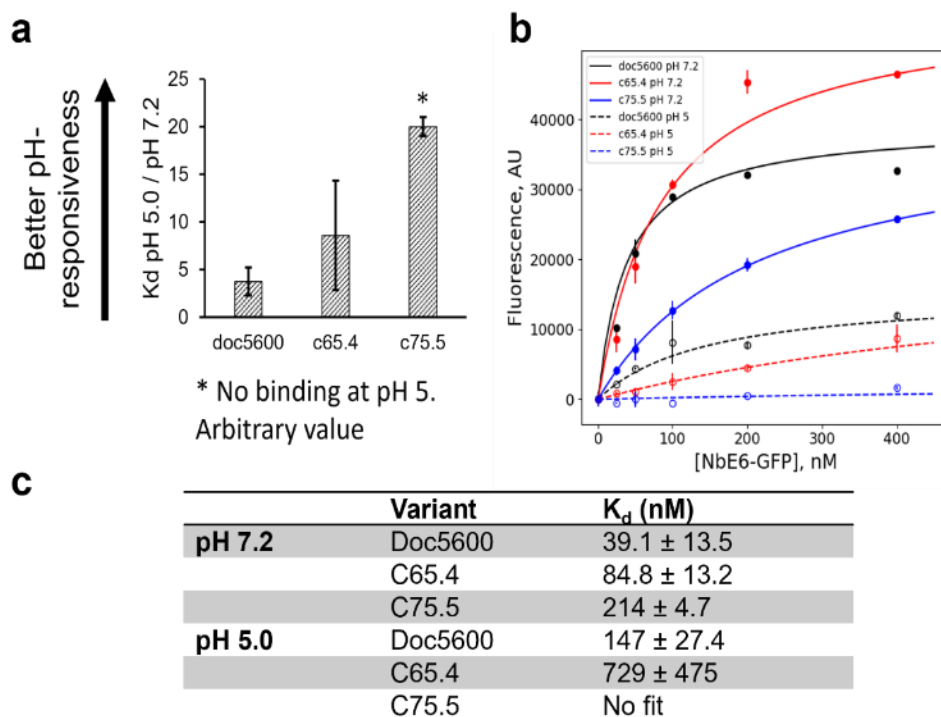 a
Better pH-
responsiveness
Kd pH 5.0 / pH 7.2
25
20
15
10
5
0
*
doc5600 c65.4 c75.5
* No binding at pH 5.
Arbitrary value
b
doc5600 pH 7.2
c65.4 pH 7.2
c75.5 pH 7.2
doc5600 pH 5
c65.4 pH 5
c75.5 pH 5
Fluorescence, AU
40000
30000
20000
10000
0
0 100 200 300 400
[NbE6-GFP], nM
c
Variant Kd (nM)
pH 7.2 Doc5600 39.1 ± 13.5
C65.4 84.8 ± 13.2
C75.5 214 ± 4.7
pH 5.0 Doc5600 147 ± 27.4
C65.4 729 ± 475
C75.5 No fit